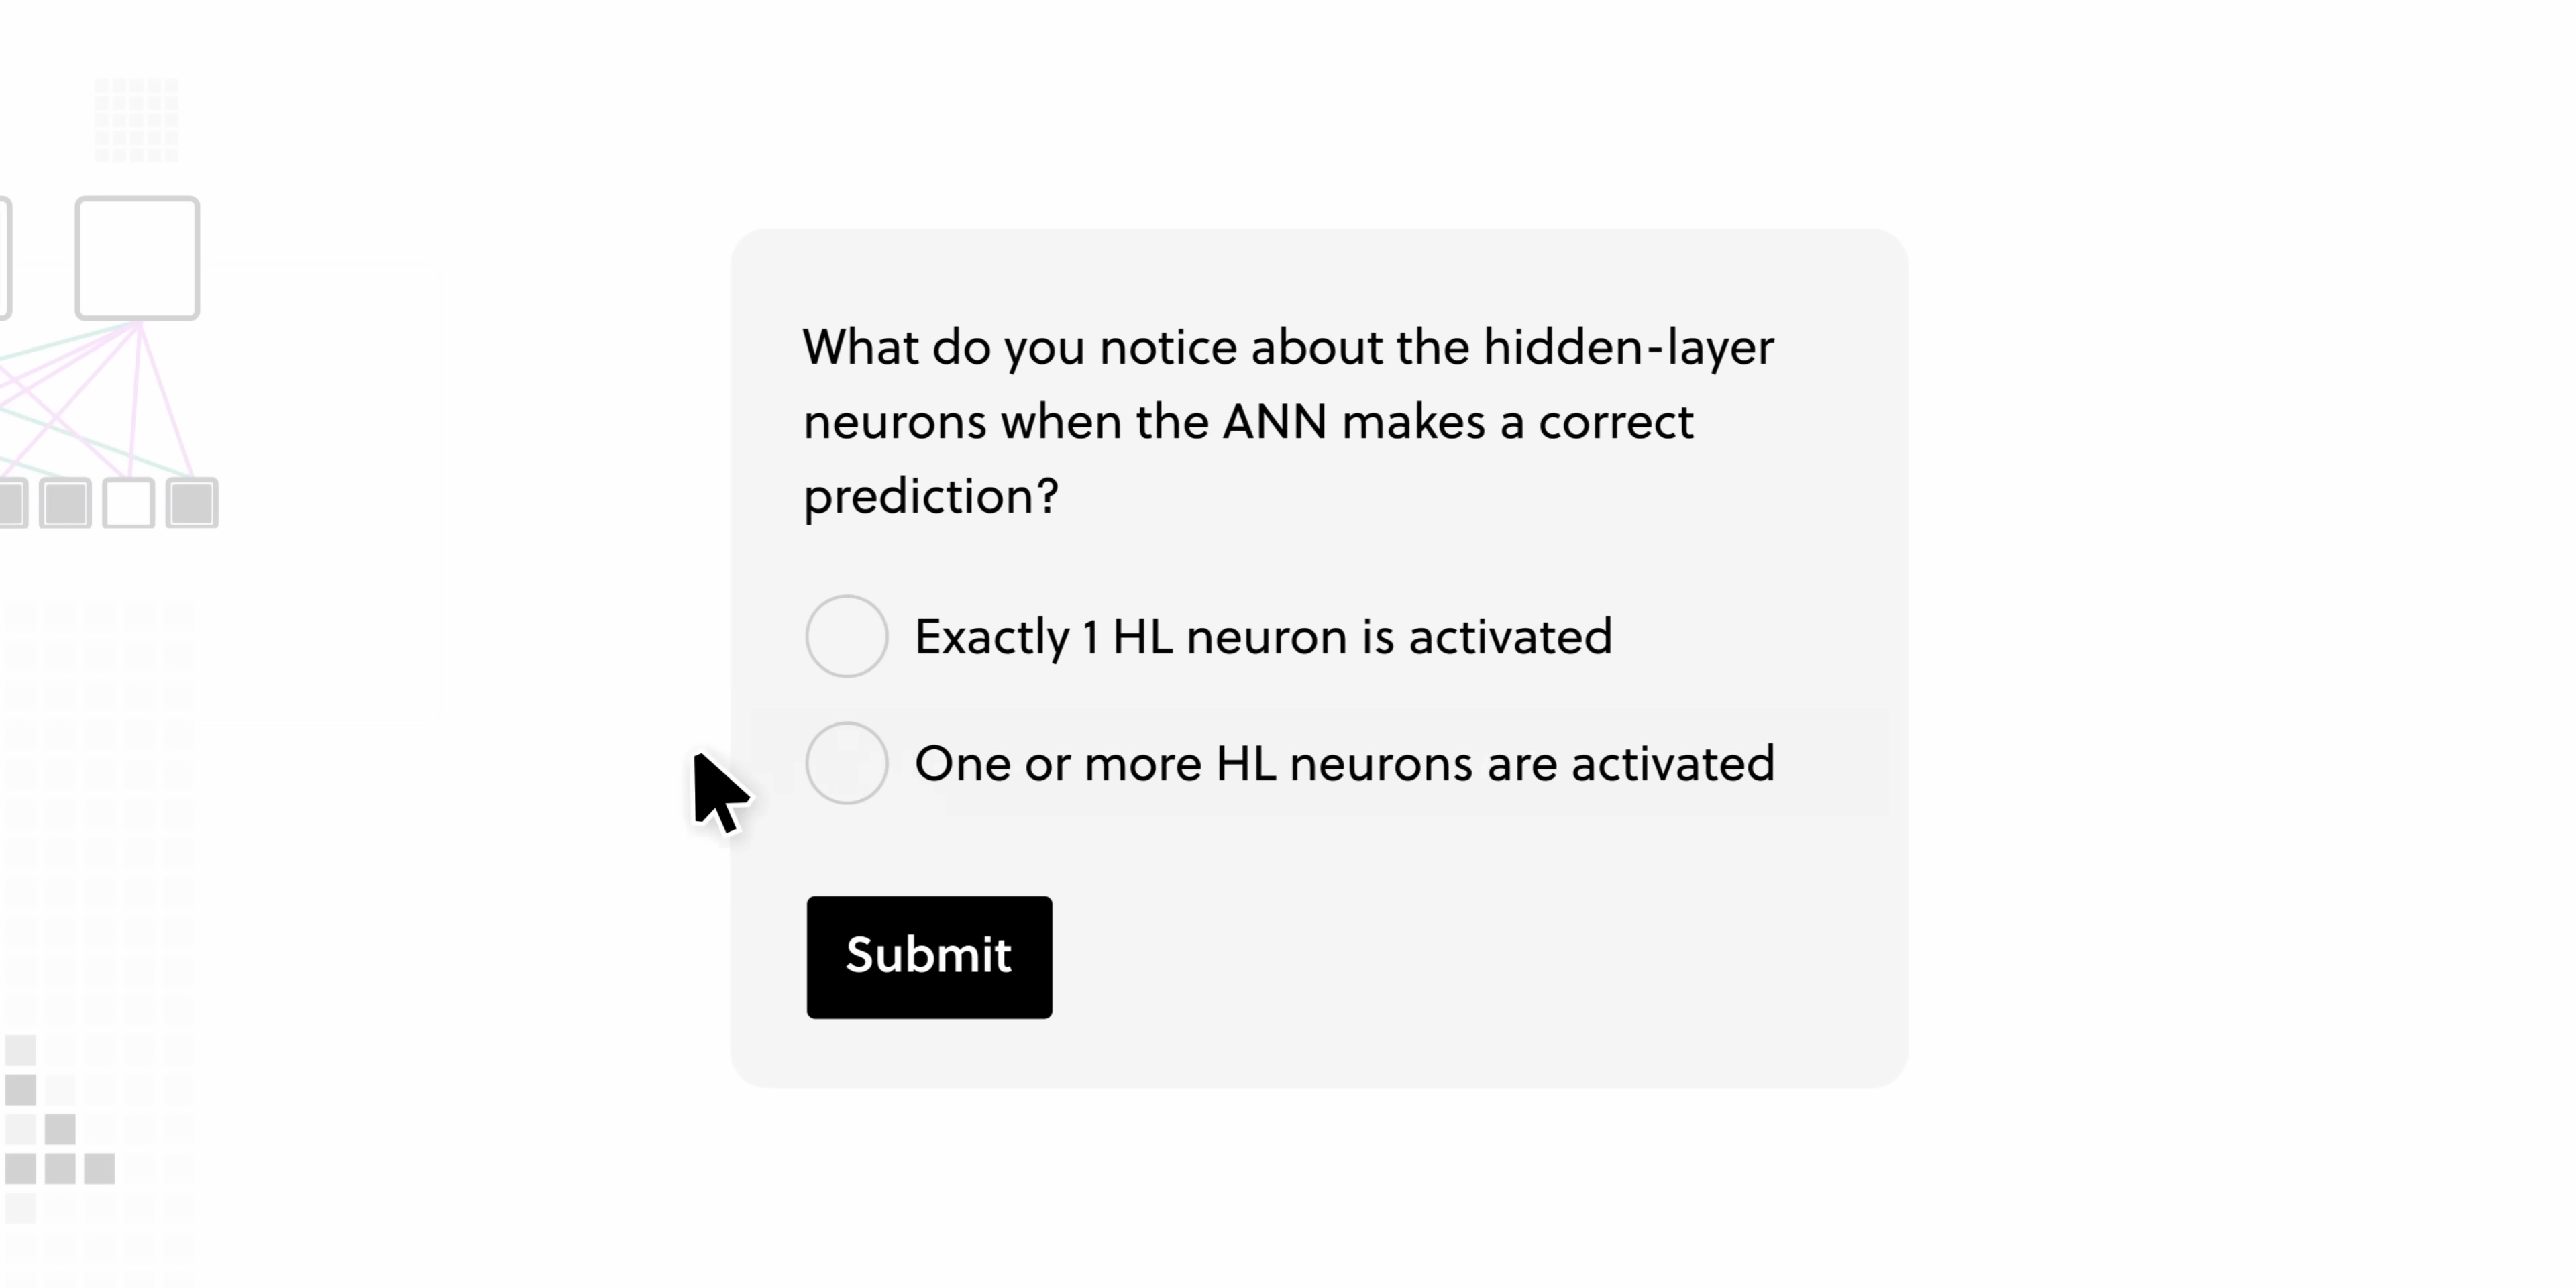 What do you notice about the hidden-layer
neurons when the ANN makes a correct
prediction?
Exactly 1 HL neuron is activated
One or more HL neurons are activated
Submit